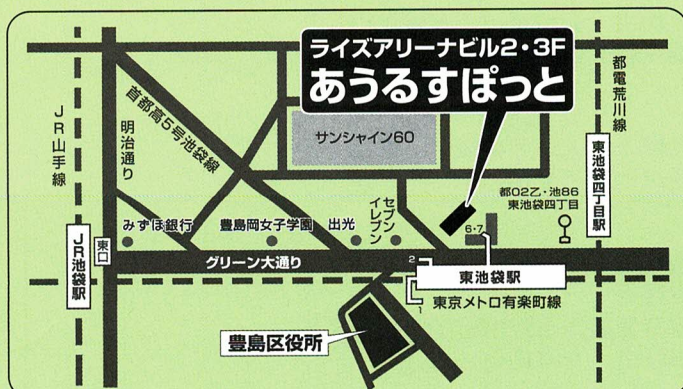 ライズアリーナビル2・3F
あうるすぽっと
都電荒川線
JR山手線
明治通り
首都高5号池袋線
サンシャイン60
東池袋四丁目駅
都02乙・池86
東池袋四丁目
セブン
イレブン
みずほ銀行
豊島岡女子学園
出光
6・7
JR池袋駅
東口
グリーン大通り
2
東池袋駅
1
東京メトロ有楽町線
豊島区役所